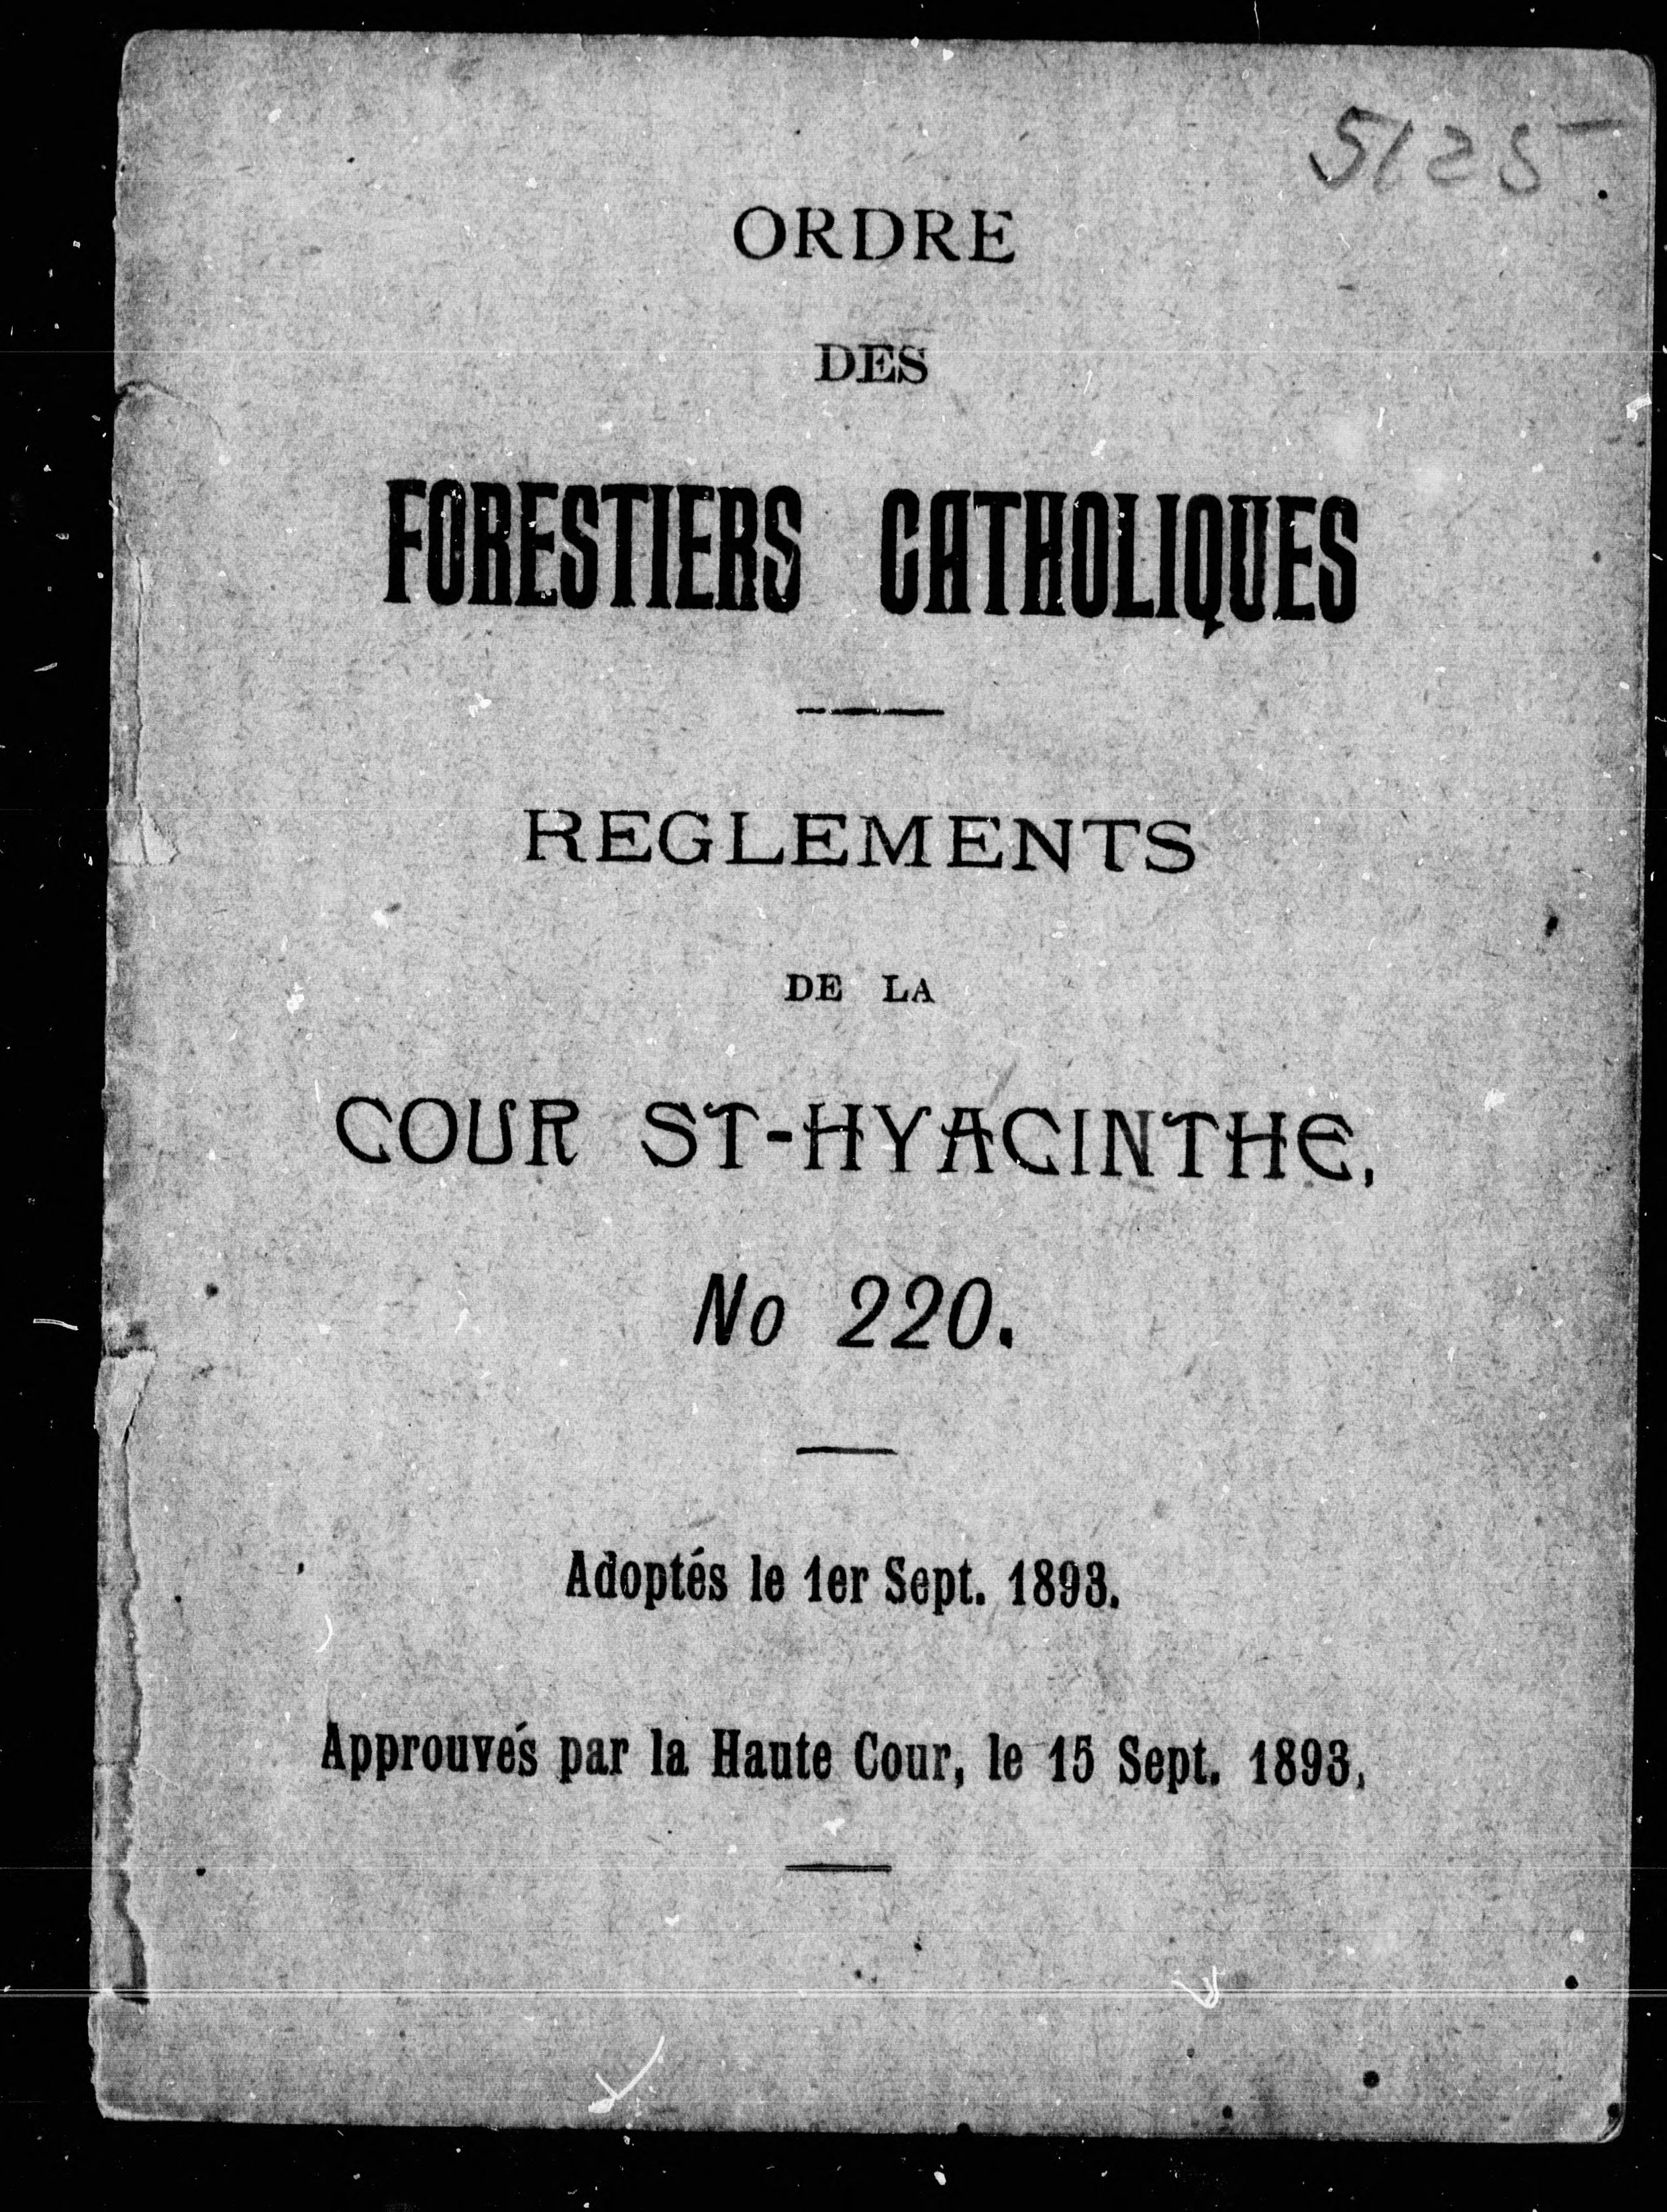 5125
ORDRE
DES
FORESTIERS CATHOLIQUES
REGLEMENTS
DE LA
COUR ST-HYACINTHE,
No 220.
Adoptés le 1er Sept. 1893.
Approuvés par la Haute Cour, le 15 Sept. 1893.